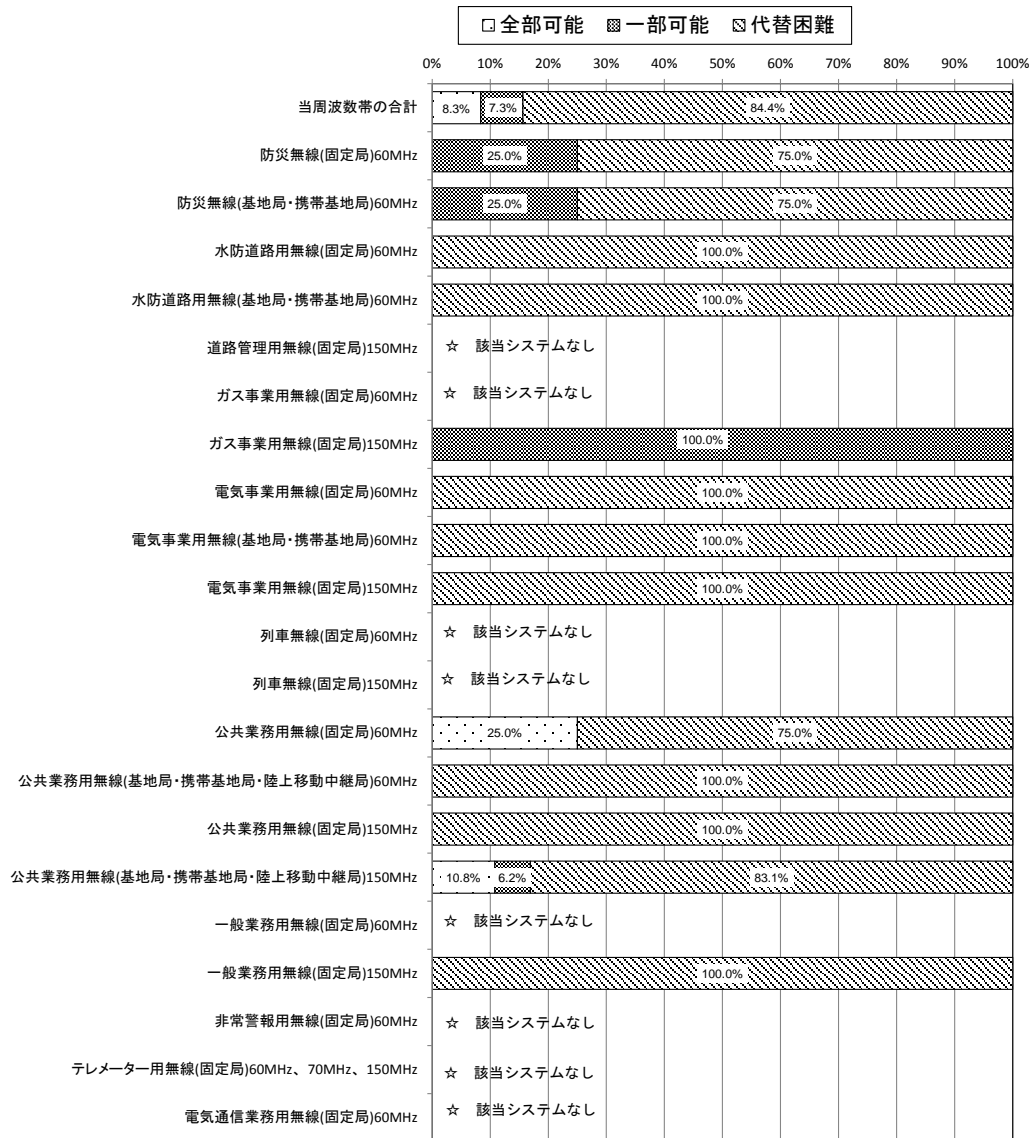 全部可能 一部可能 代替困難
0% 10% 20% 30% 40% 50% 60% 70% 80% 90% 100%
当周波数帯の合計 8.3% 7.3% 84.4%
防災無線(固定局)60MHz 25.0% 75.0%
防災無線(基地局・携帯基地局)60MHz 25.0% 75.0%
水防道路用無線(固定局)60MHz 100.0%
水防道路用無線(基地局・携帯基地局)60MHz 100.0%
道路管理用無線(固定局)150MHz ☆ 該当システムなし
ガス事業用無線(固定局)60MHz ☆ 該当システムなし
ガス事業用無線(固定局)150MHz 100.0%
電気事業用無線(固定局)60MHz 100.0%
電気事業用無線(基地局・携帯基地局)60MHz 100.0%
電気事業用無線(固定局)150MHz 100.0%
列車無線(固定局)60MHz ☆ 該当システムなし
列車無線(固定局)150MHz ☆ 該当システムなし
公共業務用無線(固定局)60MHz 25.0% 75.0%
公共業務用無線(基地局・携帯基地局・陸上移動中継局)60MHz 100.0%
公共業務用無線(固定局)150MHz 100.0%
公共業務用無線(基地局・携帯基地局・陸上移動中継局)150MHz 10.8% 6.2% 83.1%
一般業務用無線(固定局)60MHz ☆ 該当システムなし
一般業務用無線(固定局)150MHz 100.0%
非常警報用無線(固定局)60MHz ☆ 該当システムなし
テレメーター用無線(固定局)60MHz、70MHz、150MHz ☆ 該当システムなし
電気通信業務用無線(固定局)60MHz ☆ 該当システムなし